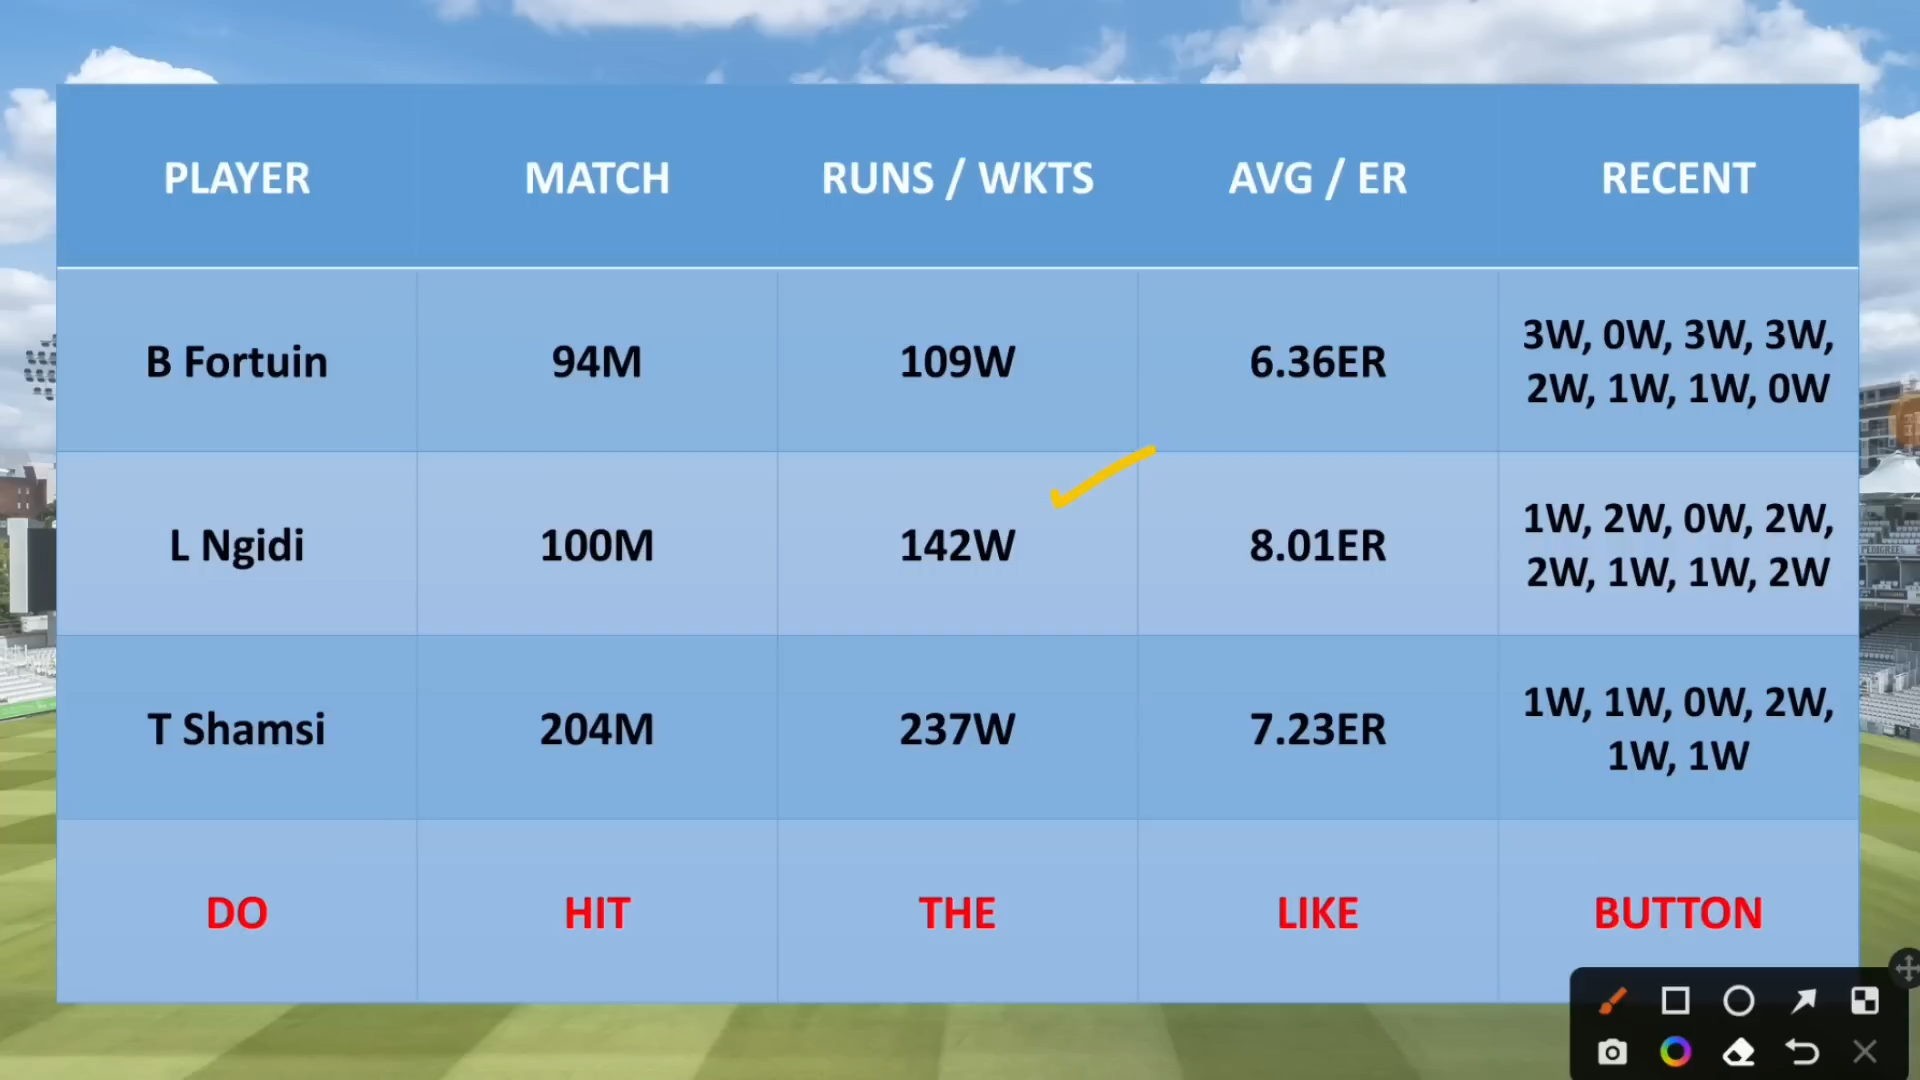 PLAYER MATCH RUNS / WKTS AVG / ER RECENT
B Fortuin 94M 109W 6.36ER 3W, 0W, 3W, 3W,
2W, 1W, 1W, 0W
L Ngidi 100M 142W 8.01ER 1W, 2W, 0W, 2W,
2W, 1W, 1W, 2W
T Shamsi 204M 237W 7.23ER 1W, 1W, 0W, 2W,
1W, 1W
DO HIT THE LIKE BUTTON
PEDIGREE